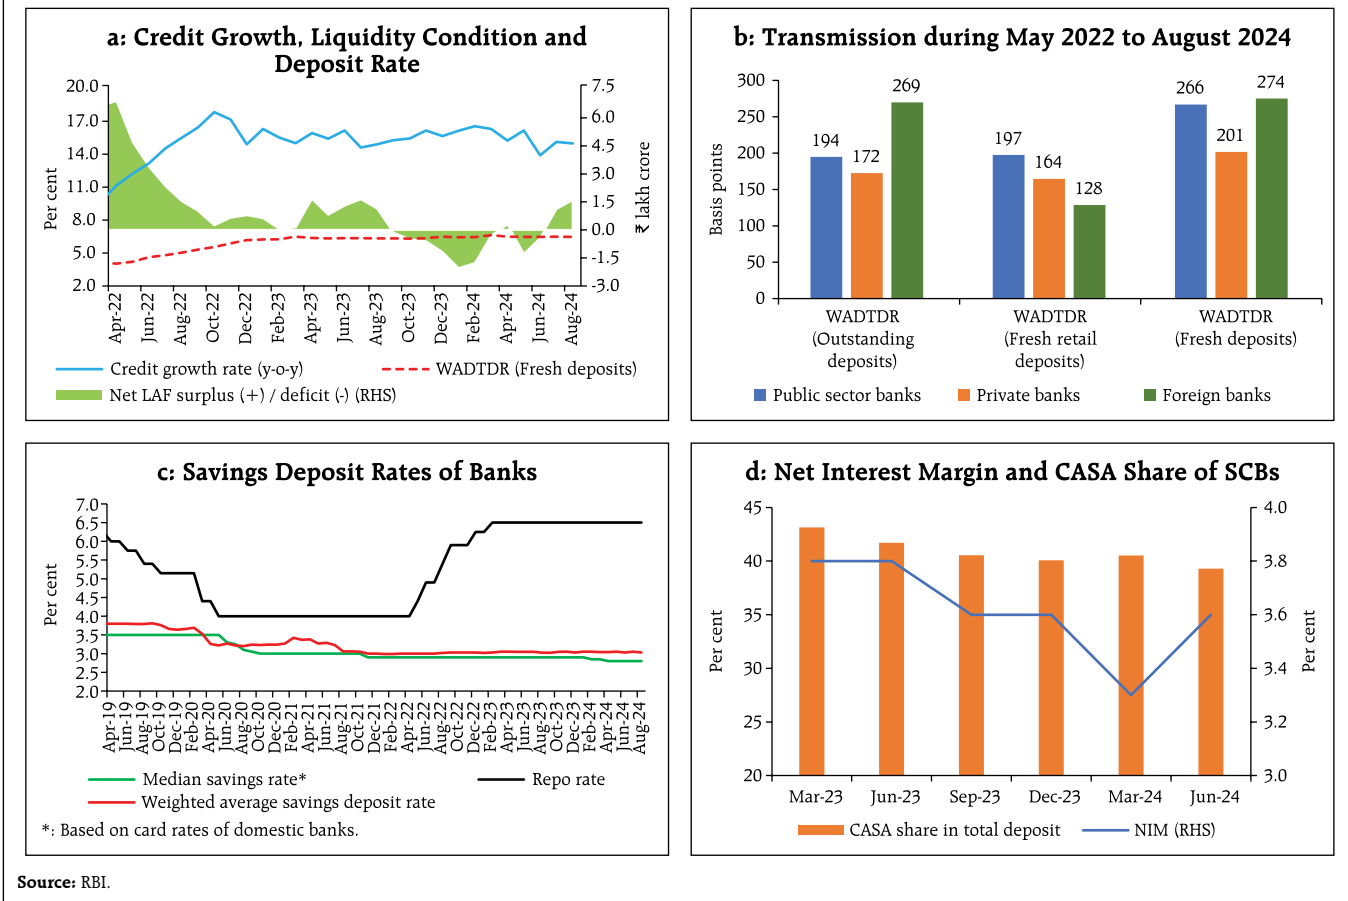 a: Credit Growth, Liquidity Condition and
Deposit Rate
20.0
17.0
14.0
11.0
8.0
5.0
2.0
Per cent
7.5
6.0
4.5
3.0
1.5
0.0
-1.5
-3.0
₹ lakh crore
Apr-22
Jun-22
Aug-22
Oct-22
Dec-22
Feb-23
Apr-23
Jun-23
Aug-23
Oct-23
Dec-23
Feb-24
Apr-24
Jun-24
Aug-24
Credit growth rate (y-o-y)
WADTDR (Fresh deposits)
Net LAF surplus (+) / deficit (-) (RHS)
b: Transmission during May 2022 to August 2024
300
250
200
150
100
50
0
Basis points
194
172
269
197
164
128
266
201
274
WADTDR
(Outstanding
deposits)
WADTDR
(Fresh retail
deposits)
WADTDR
(Fresh deposits)
Public sector banks
Private banks
Foreign banks
c: Savings Deposit Rates of Banks
7.0
6.5
6.0
5.5
5.0
4.5
4.0
3.5
3.0
2.5
2.0
Per cent
Apr-19
Jun-19
Aug-19
Oct-19
Dec-19
Feb-20
Apr-20
Jun-20
Aug-20
Oct-20
Dec-20
Feb-21
Apr-21
Jun-21
Aug-21
Oct-21
Dec-21
Feb-22
Apr-22
Jun-22
Aug-22
Oct-22
Dec-22
Feb-23
Apr-23
Jun-23
Aug-23
Oct-23
Dec-23
Feb-24
Apr-24
Jun-24
Aug-24
Median savings rate*
Repo rate
Weighted average savings deposit rate
*: Based on card rates of domestic banks.
d: Net Interest Margin and CASA Share of SCBs
45
40
35
30
25
20
Per cent
4.0
3.8
3.6
3.4
3.2
3.0
Per cent
Mar-23
Jun-23
Sep-23
Dec-23
Mar-24
Jun-24
CASA share in total deposit
NIM (RHS)
Source: RBI.